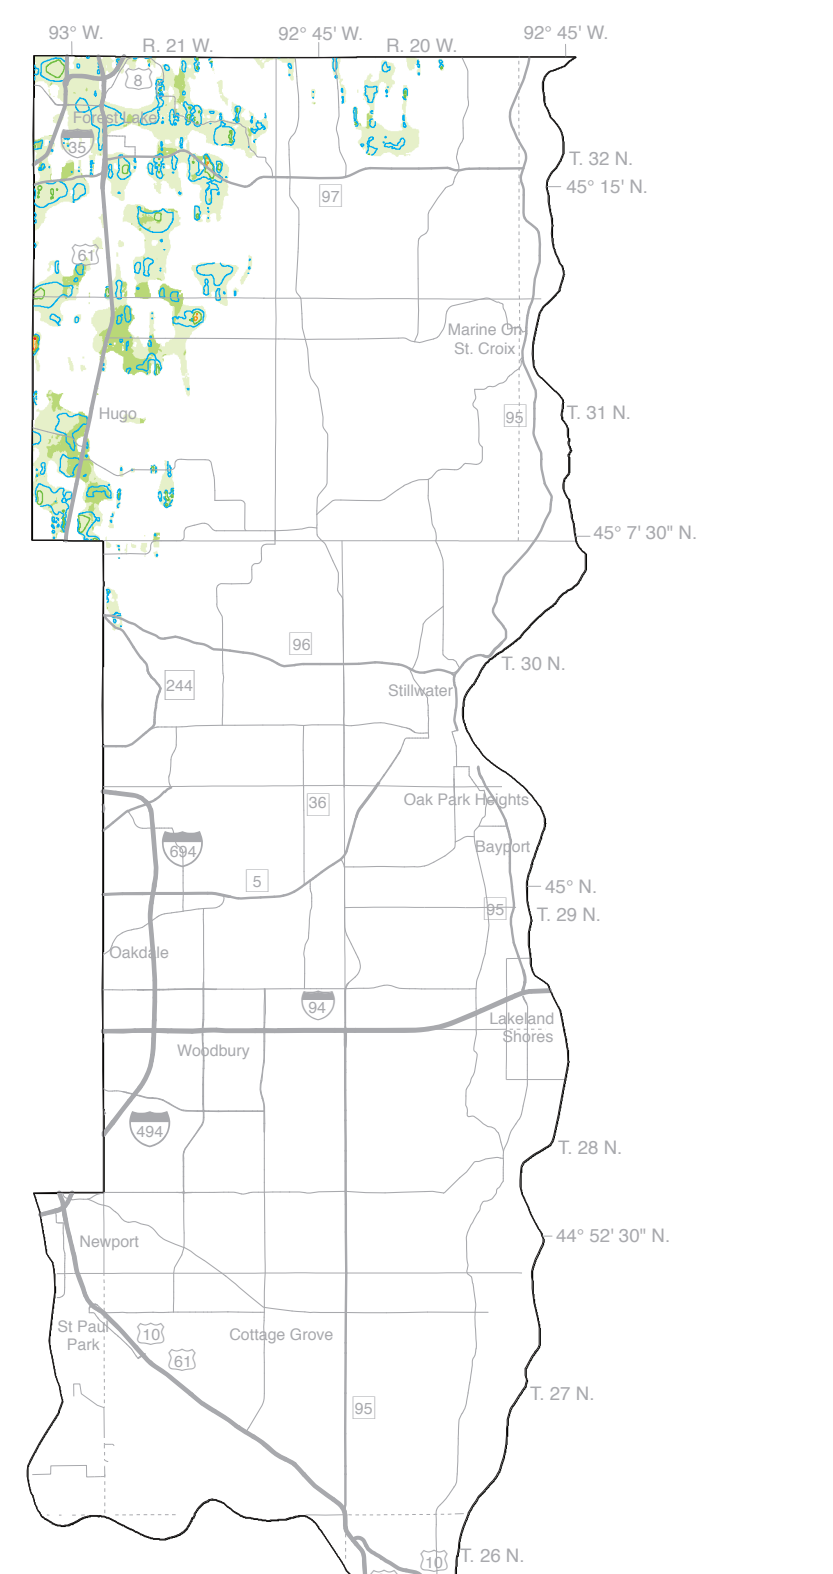 93° W.
R. 21 W.
92° 45' W.
R. 20 W.
92° 45' W.
8
Forest Lake
35
T. 32 N.
45° 15' N.
97
61
Marine On
St. Croix
95
T. 31 N.
Hugo
45° 7' 30" N.
96
T. 30 N.
244
Stillwater
36
Oak Park Heights
694
Bayport
5
45° N.
95
T. 29 N.
Oakdale
94
Lakeland
Shores
Woodbury
494
T. 28 N.
Newport
44° 52' 30" N.
St Paul
Park
10
Cottage Grove
61
T. 27 N.
95
10
T. 26 N.